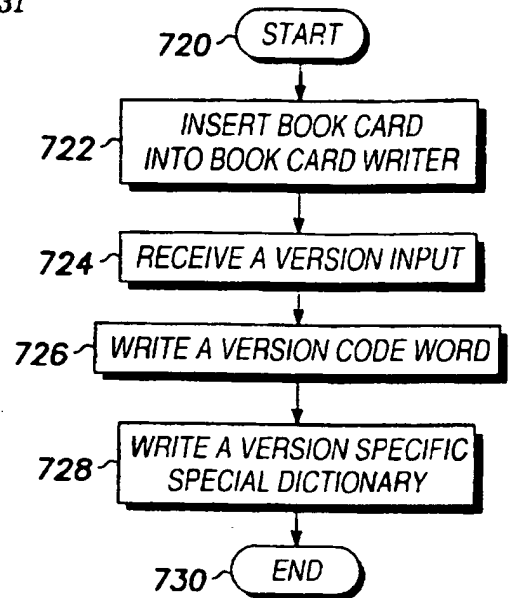 31
720 START
722 INSERT BOOK CARD
INTO BOOK CARD WRITER
724 RECEIVE A VERSION INPUT
726 WRITE A VERSION CODE WORD
728 WRITE A VERSION SPECIFIC
SPECIAL DICTIONARY
730 END